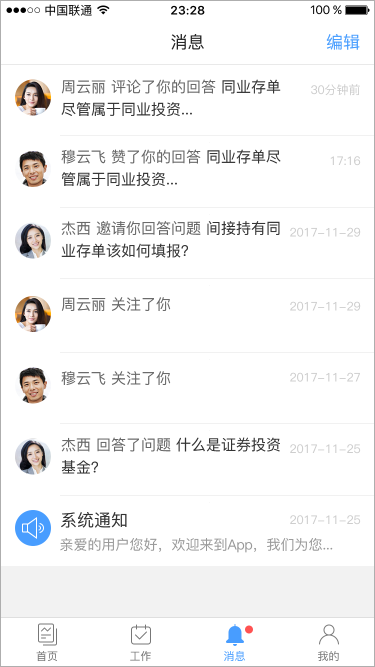 中国联通
23:28
100 %
消息
编辑
周云丽 评论了你的回答 同业存单
尽管属于同业投资...
30分钟前
穆云飞 赞了你的回答 同业存单尽
管属于同业投资...
17:16
杰西 邀请你回答问题 间接持有同
业存单该如何填报?
2017-11-29
周云丽 关注了你
2017-11-29
穆云飞 关注了你
2017-11-27
杰西 回答了问题 什么是证券投资
基金?
2017-11-25
系统通知
2017-11-25
亲爱的用户您好，欢迎来到App，我们为您...
首页
工作
消息
我的